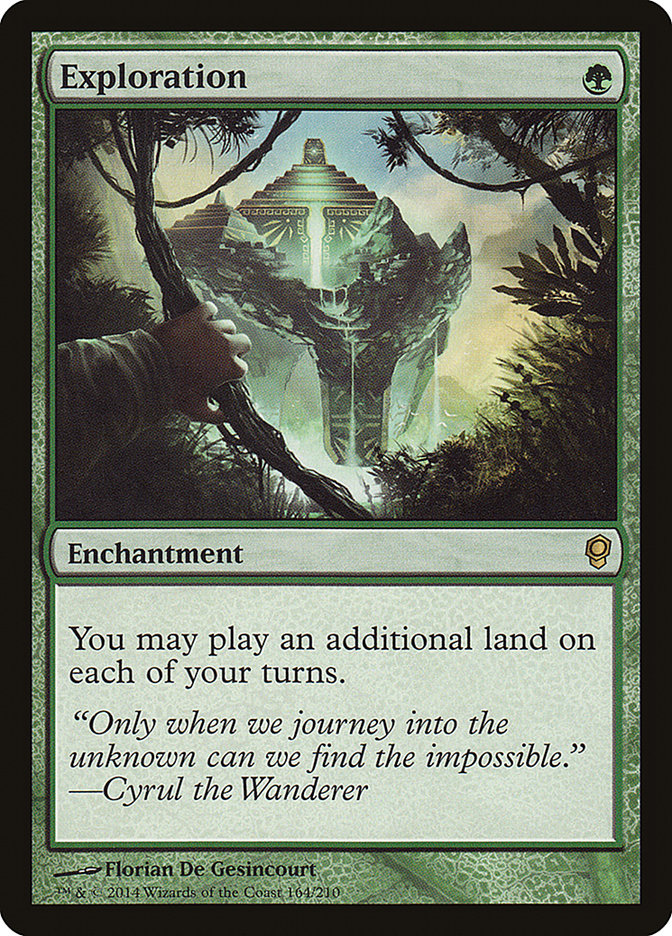 Exploration
Enchantment
You may play an additional land on
each of your turns.
“Only when we journey into the
unknown can we find the impossible.”
—Cyrul the Wanderer
Florian De Gesincourt
™ & © 2014 Wizards of the Coast 164/210